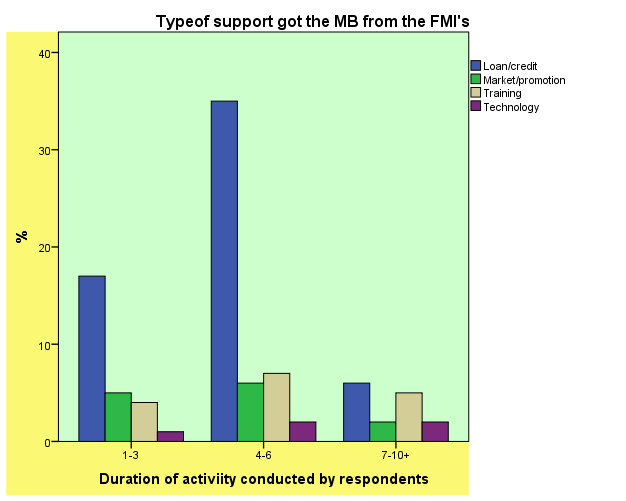 Typeof support got the MB from the FMI's
Loan/credit
Market/promotion
Training
Technology
%
40
30
20
10
0
1-3
4-6
7-10+
Duration of activiity conducted by respondents